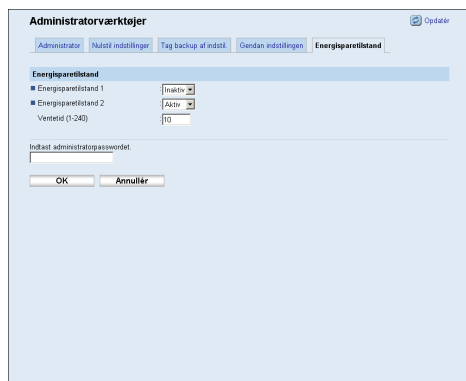 Administratorværktøjer
Opdatér
Administrator Nulstil indstillinger Tag backup af indstil. Gendan indstillingen Energisparetilstand
Energisparetilstand
Energisparetilstand 1 : Inaktiv
Energisparetilstand 2 : Aktiv
Ventetid (1-240) : 10
Indtast administratorpasswordet.
OK Annullér